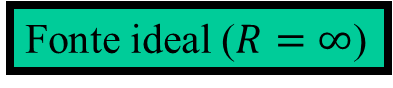 Fonte ideal (R = ∞)